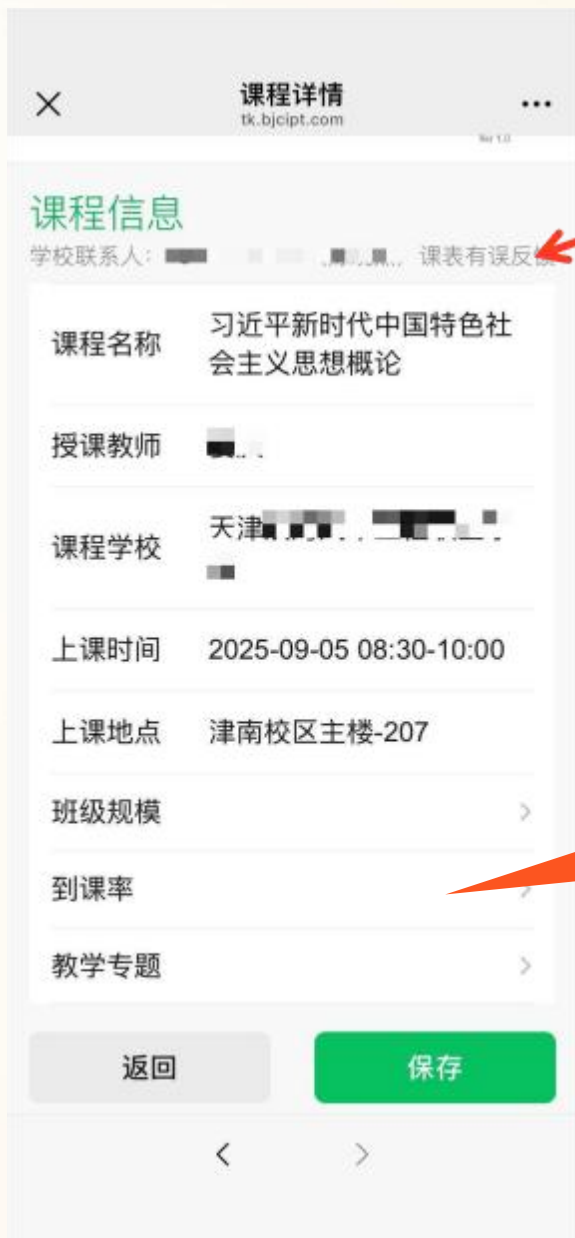 课程详情
tk.bjcipt.com
Ver 1.0
课程信息
学校联系人:
课表有误反馈
课程名称
习近平新时代中国特色社
会主义思想概论
授课教师
课程学校
天津
上课时间
2025-09-05 08:30-10:00
上课地点
津南校区主楼-207
班级规模
到课率
教学专题
返回
保存